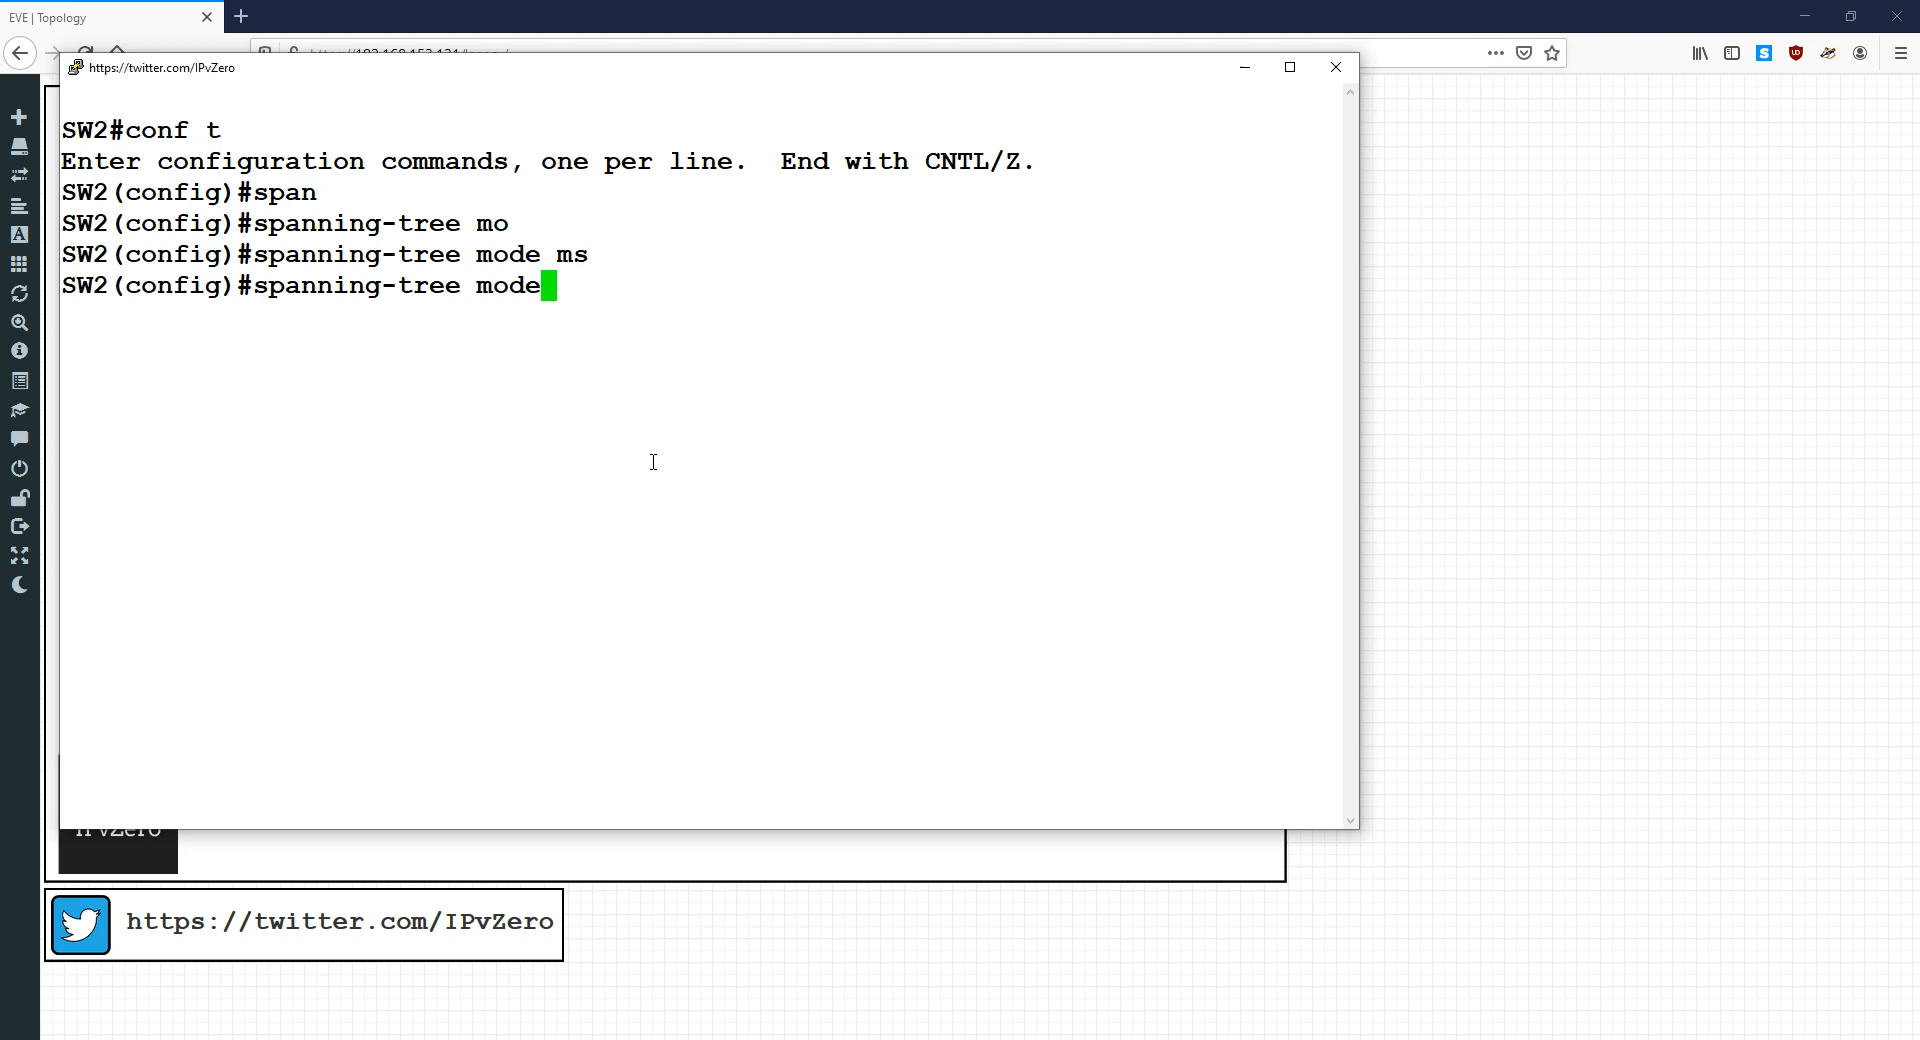 EVE | Topology
https://twitter.com/IPvZero
SW2#conf t
Enter configuration commands, one per line.  End with CNTL/Z.
SW2(config)#span
SW2(config)#spanning-tree mo
SW2(config)#spanning-tree mode ms
SW2(config)#spanning-tree mode
IPvZero
https://twitter.com/IPvZero